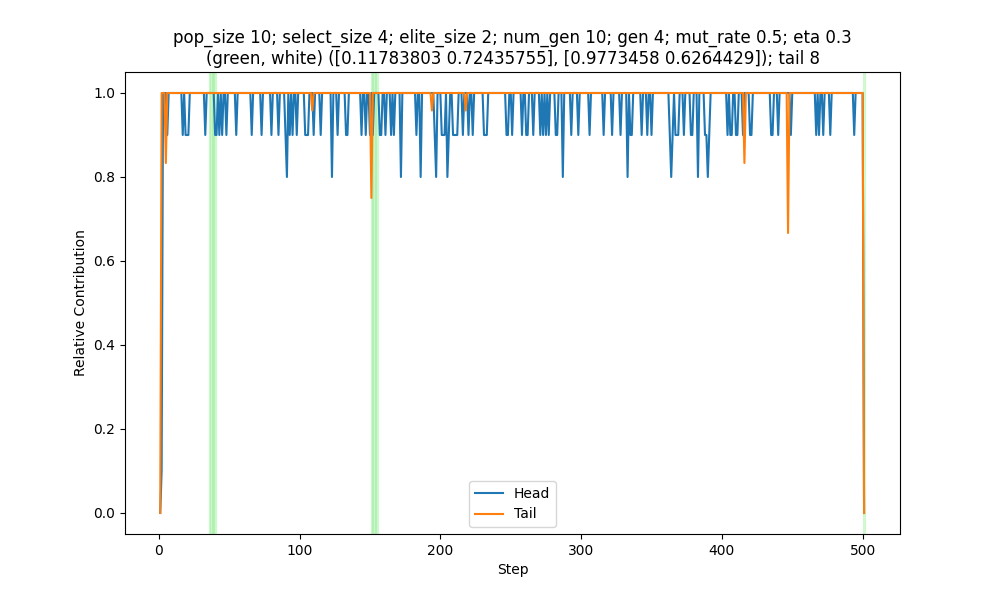 pop_size 10; select_size 4; elite_size 2; num_gen 10; gen 4; mut_rate 0.5; eta 0.3
(green, white) ([0.11783803 0.72435755], [0.9773458 0.6264429]); tail 8
1.0
0.8
0.6
0.4
0.2
0.0
Relative Contribution
Head
Tail
0
100
200
300
400
500
Step